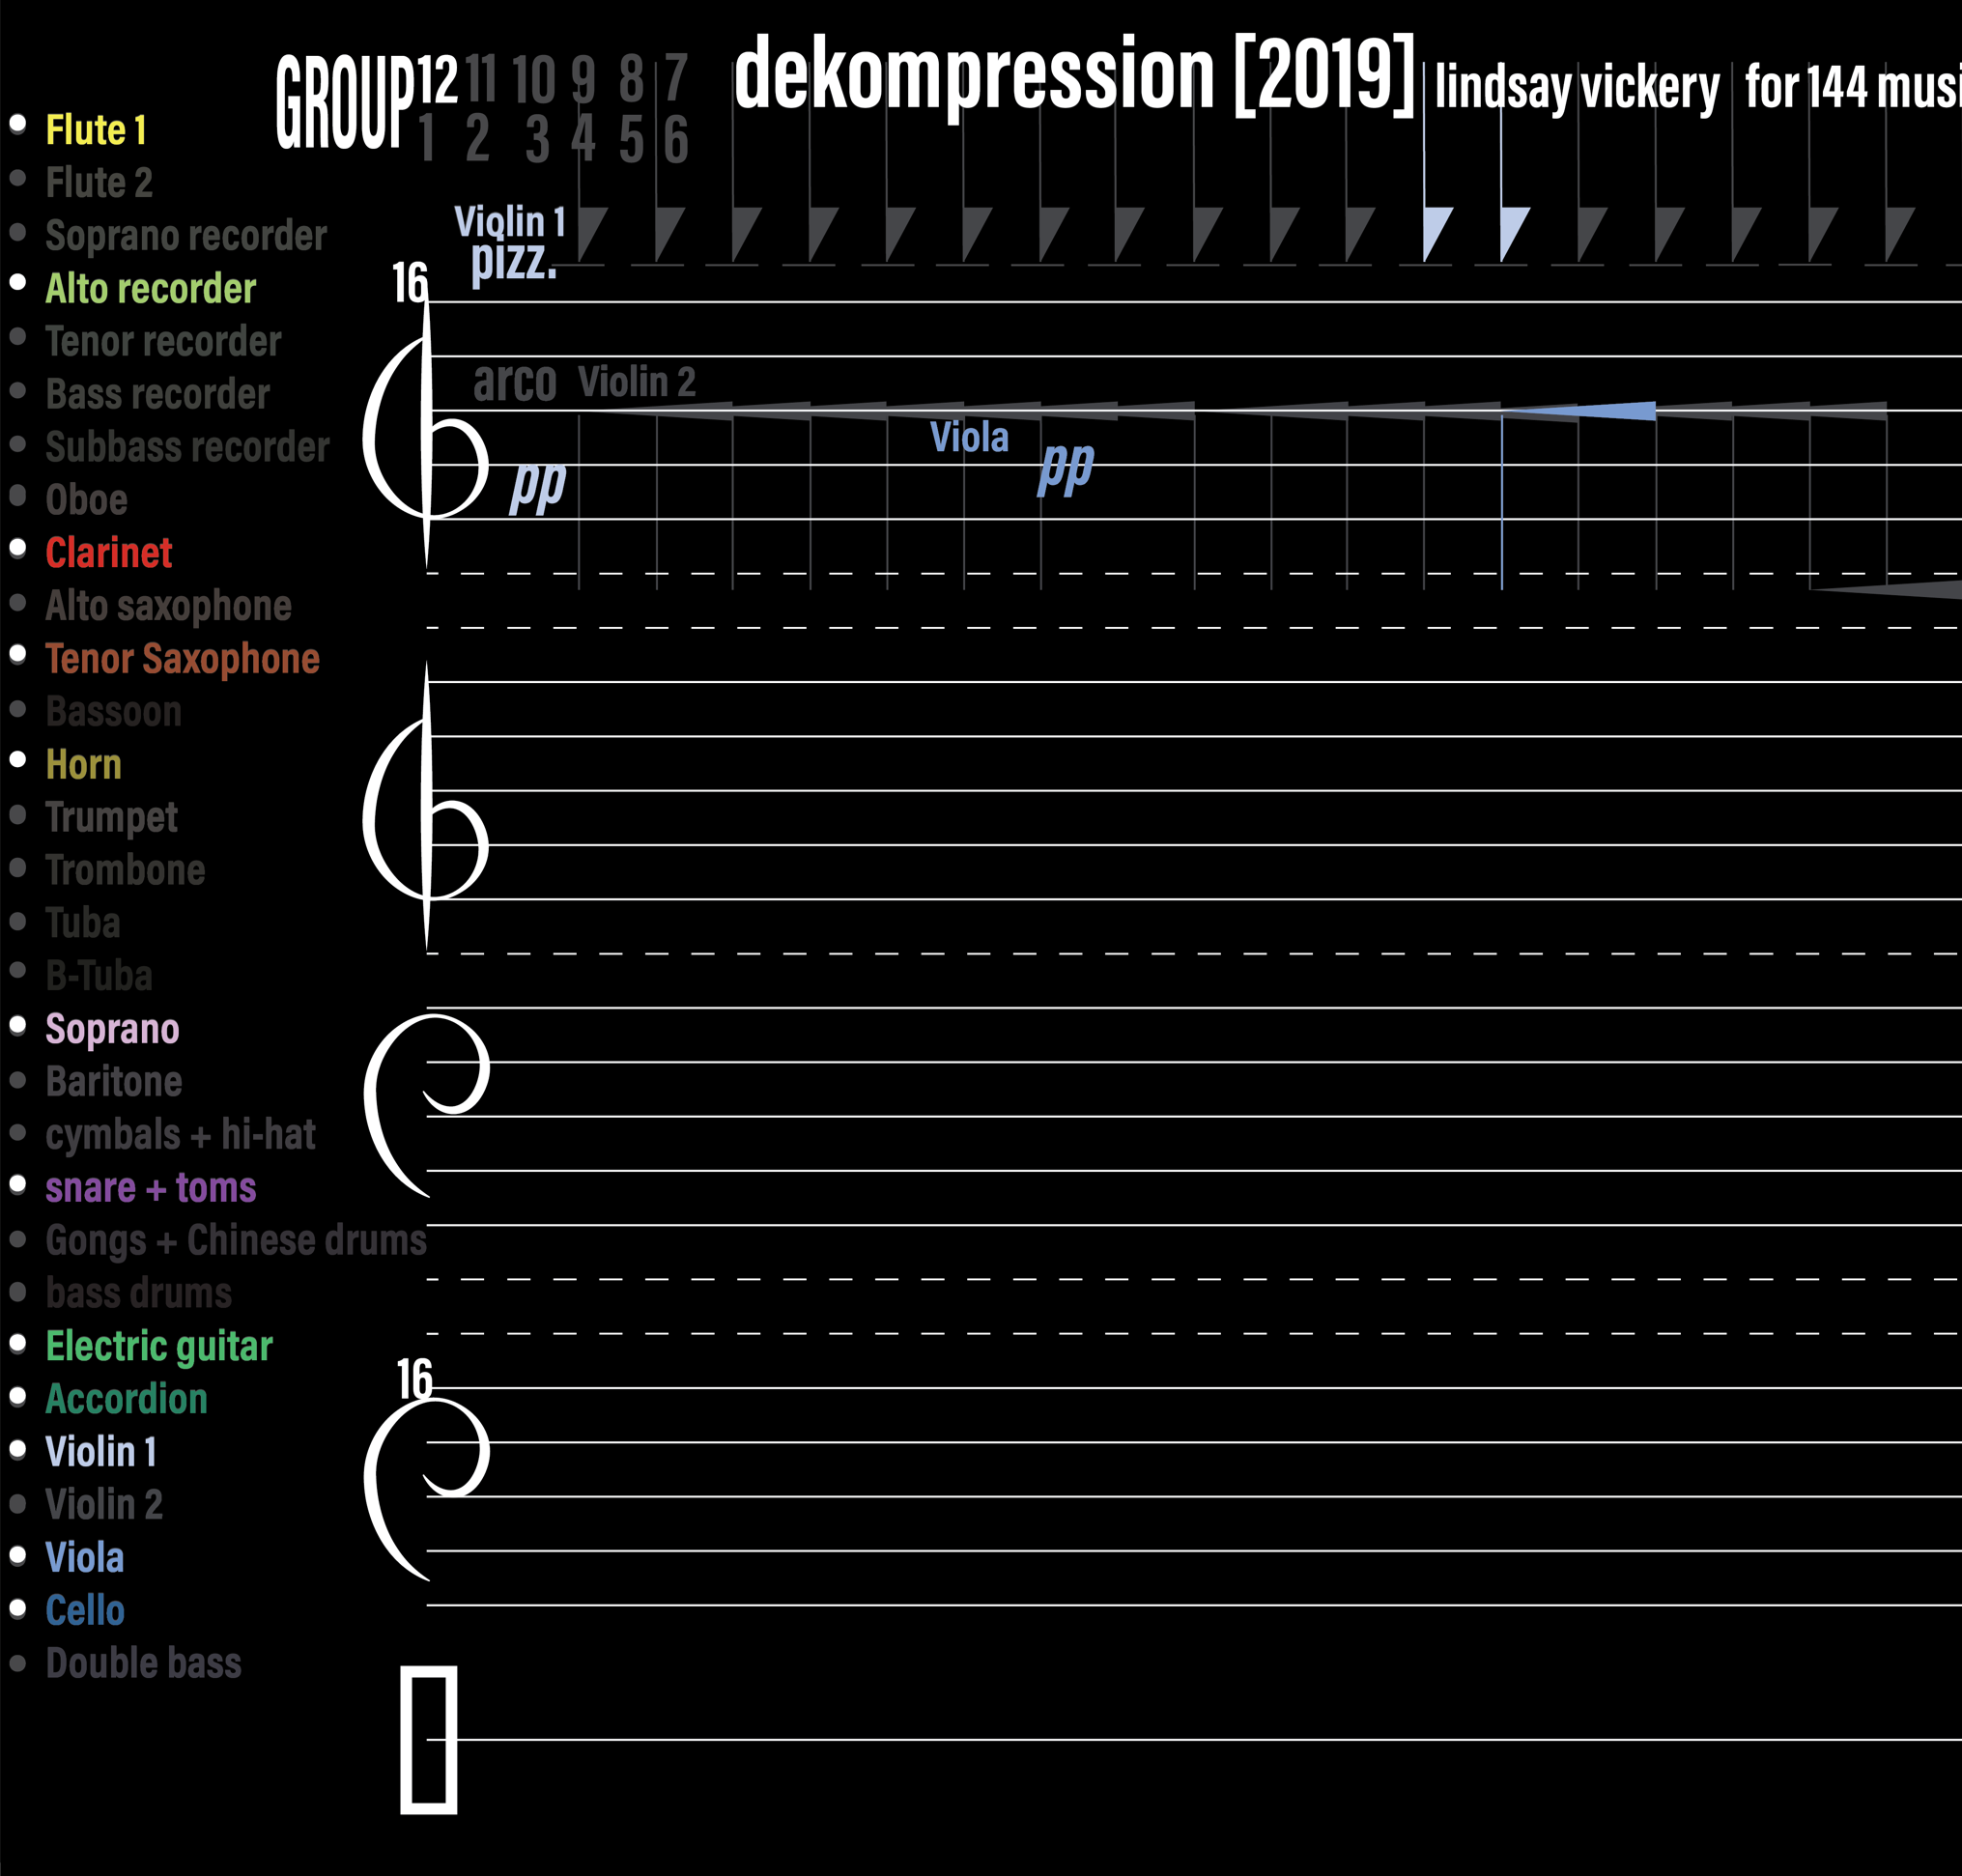 GROUP 12 11 10 9 8 7
1 2 3 4 5 6
dekompression [2019] lindsay vickery for 144 musi
Flute 1
Flute 2
Soprano recorder
Alto recorder
Tenor recorder
Bass recorder
Subbass recorder
Oboe
Clarinet
Alto saxophone
Tenor Saxophone
Bassoon
Horn
Trumpet
Trombone
Tuba
B-Tuba
Soprano
Baritone
cymbals + hi-hat
snare + toms
Gongs + Chinese drums
bass drums
Electric guitar
Accordion
Violin 1
Violin 2
Viola
Cello
Double bass
Violin 1
pizz.
16
arco Violin 2
Viola
pp
pp
16